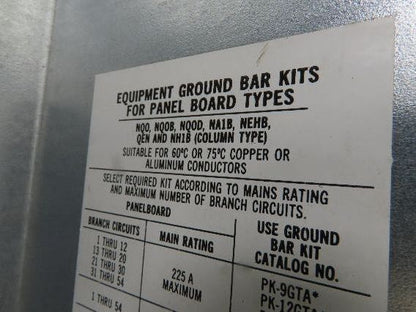 EQUIPMENT GROUND BAR KITS
FOR PANEL BOARD TYPES
NQO, NQOB, NQOD, NA1B, NEHB,
QEN AND NH1B (COLUMN TYPE)
SUITABLE FOR 60°C OR 75°C COPPER OR
ALUMINUM CONDUCTORS
SELECT REQUIRED KIT ACCORDING TO MAINS RATING
AND MAXIMUM NUMBER OF BRANCH CIRCUITS.
PANELBOARD
BRANCH CIRCUITS
MAIN RATING
USE GROUND
BAR KIT
CATALOG NO.
1 THRU 12
13 THRU 20
21 THRU 30
31 THRU 54
225 A
MAXIMUM
PK-9GTA*
PK-12GTA
1 THRU 54